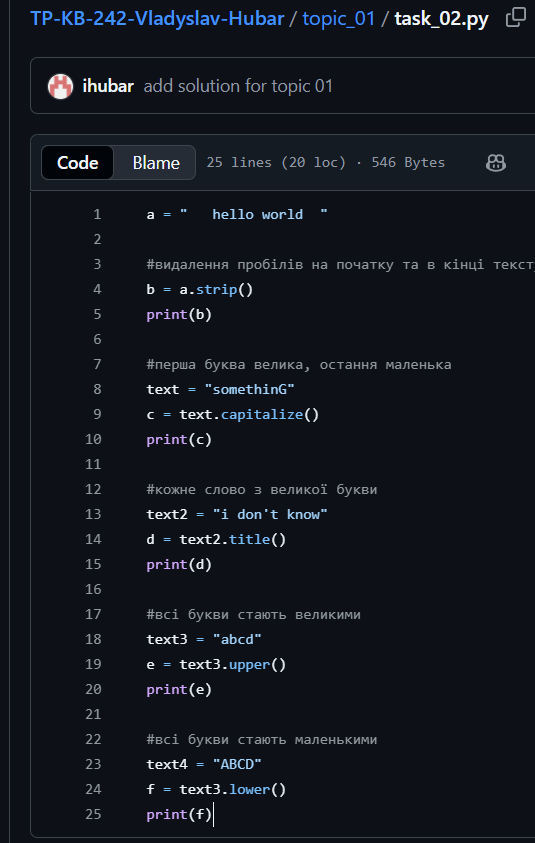 TP-KB-242-Vladyslav-Hubar / topic_01 / task_02.py
ihubar add solution for topic 01
Code Blame 25 lines (20 loc) · 546 Bytes
1 a = "   hello world  "
2
3 #видалення пробілів на початку та в кінці
4 b = a.strip()
5 print(b)
6
7 #перша буква велика, остання маленька
8 text = "somethinG"
9 c = text.capitalize()
10 print(c)
11
12 #кожне слово з великої букви
13 text2 = "i don't know"
14 d = text2.title()
15 print(d)
16
17 #всі букви стають великими
18 text3 = "abcd"
19 e = text3.upper()
20 print(e)
21
22 #всі букви стають маленькими
23 text4 = "ABCD"
24 f = text3.lower()
25 print(f)